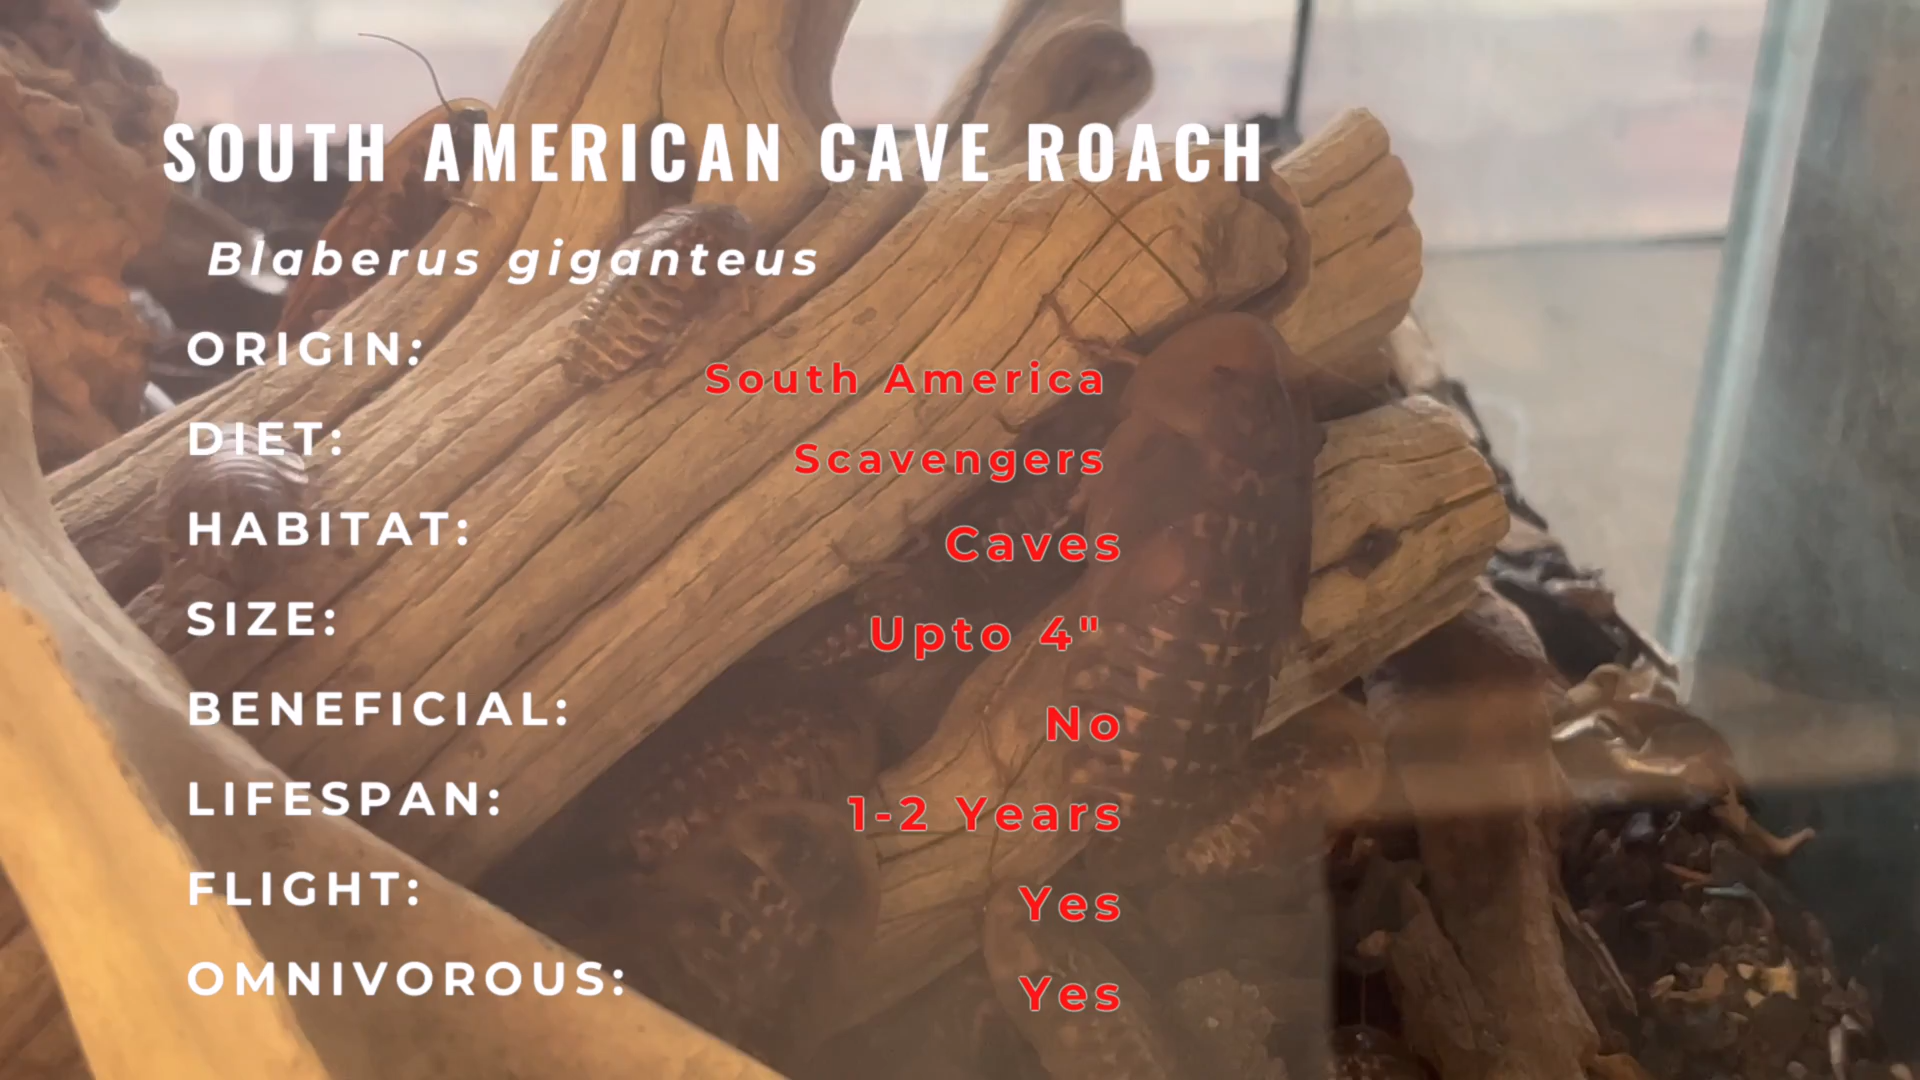 SOUTH AMERICAN CAVE ROACH
Blaberus giganteus
ORIGIN: South America
DIET: Scavengers
HABITAT: Caves
SIZE: Upto 4"
BENEFICIAL: No
LIFESPAN: 1-2 Years
FLIGHT: Yes
OMNIVOROUS: Yes